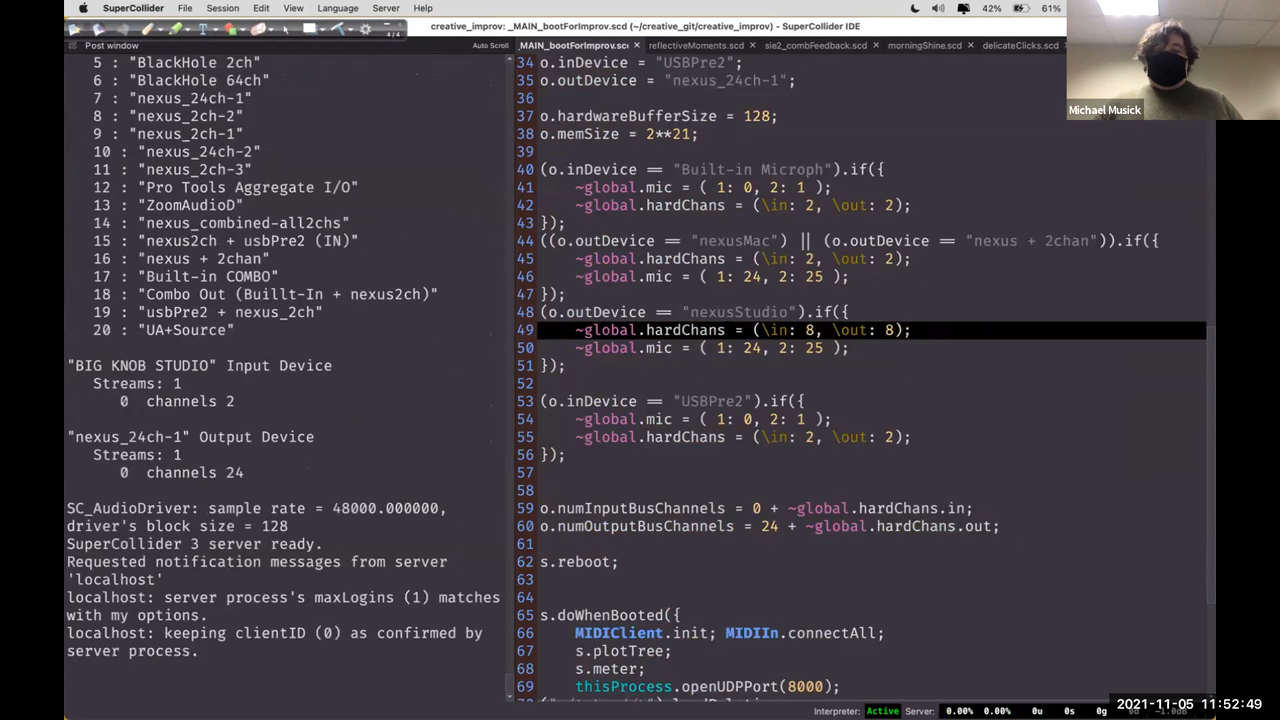 SuperCollider File Session Edit View Language Server Help 42% 61%
4/4
creative_improv: _MAIN_bootForImprov.scd (~/creative_git/creative_improv) - SuperCollider IDE
Post window
Auto Scroll
_MAIN_bootForImprov.scd reflectiveMoments.scd sie2_combFeedback.scd morningShine.scd delicateClicks.scd
5 : "BlackHole 2ch"
6 : "BlackHole 64ch"
7 : "nexus_24ch-1"
8 : "nexus_2ch-2"
9 : "nexus_2ch-1"
10 : "nexus_24ch-2"
11 : "nexus_2ch-3"
12 : "Pro Tools Aggregate I/O"
13 : "ZoomAudioD"
14 : "nexus_combined-all2chs"
15 : "nexus2ch + usbPre2 (IN)"
16 : "nexus + 2chan"
17 : "Built-in COMBO"
18 : "Combo Out (Buillt-In + nexus2ch)"
19 : "usbPre2 + nexus_2ch"
20 : "UA+Source"
"BIG KNOB STUDIO" Input Device
Streams: 1
0 channels 2
"nexus_24ch-1" Output Device
Streams: 1
0 channels 24
SC_AudioDriver: sample rate = 48000.000000,
driver's block size = 128
SuperCollider 3 server ready.
Requested notification messages from server
'localhost'
localhost: server process's maxLogins (1) matches
with my options.
localhost: keeping clientID (0) as confirmed by
server process.
34 o.inDevice = "USBPre2";
35 o.outDevice = "nexus_24ch-1";
36
37 o.hardwareBufferSize = 128;
38 o.memSize = 2**21;
39
40 (o.inDevice == "Built-in Microph").if({
41 ~global.mic = ( 1: 0, 2: 1 );
42 ~global.hardChans = (\in: 2, \out: 2);
43 });
44 ((o.outDevice == "nexusMac") || (o.outDevice == "nexus + 2chan")).if({
45 ~global.hardChans = (\in: 2, \out: 2);
46 ~global.mic = ( 1: 24, 2: 25 );
47 });
48 (o.outDevice == "nexusStudio").if({
49 ~global.hardChans = (\in: 8, \out: 8);
50 ~global.mic = ( 1: 24, 2: 25 );
51 });
52
53 (o.inDevice == "USBPre2").if({
54 ~global.mic = ( 1: 0, 2: 1 );
55 ~global.hardChans = (\in: 2, \out: 2);
56 });
57
58
59 o.numInputBusChannels = 0 + ~global.hardChans.in;
60 o.numOutputBusChannels = 24 + ~global.hardChans.out;
61
62 s.reboot;
63
64
65 s.doWhenBooted({
66 MIDIClient.init; MIDIIn.connectAll;
67 s.plotTree;
68 s.meter;
69 thisProcess.openUDPPort(8000);
Michael Musick
2021-11-05 11:52:49
Interpreter: Active Server: 0.00% 0.00% 0u 0s 0g